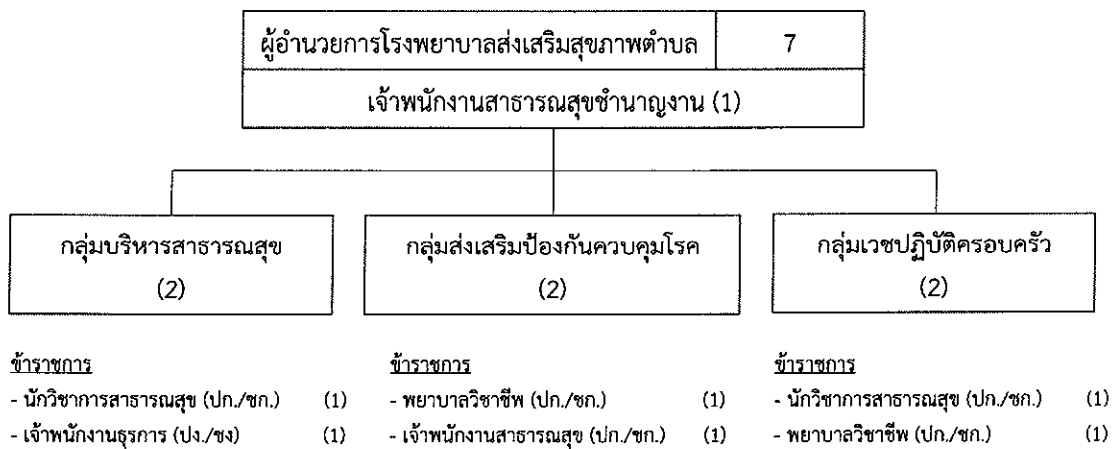 ผู้อำนวยการโรงพยาบาลส่งเสริมสุขภาพตำบล 7
เจ้าพนักงานสาธารณสุขชำนาญงาน (1)
กลุ่มบริหารสาธารณสุข
(2)
กลุ่มส่งเสริมป้องกันควบคุมโรค
(2)
กลุ่มเวชปฏิบัติครอบครัว
(2)
ข้าราชการ
- นักวิชาการสาธารณสุข (ปก./ชก.) (1)
- เจ้าพนักงานธุรการ (ปง./ชง) (1)
ข้าราชการ
- พยาบาลวิชาชีพ (ปก./ชก.) (1)
- เจ้าพนักงานสาธารณสุข (ปก./ชก.) (1)
ข้าราชการ
- นักวิชาการสาธารณสุข (ปก./ชก.) (1)
- พยาบาลวิชาชีพ (ปก./ชก.) (1)